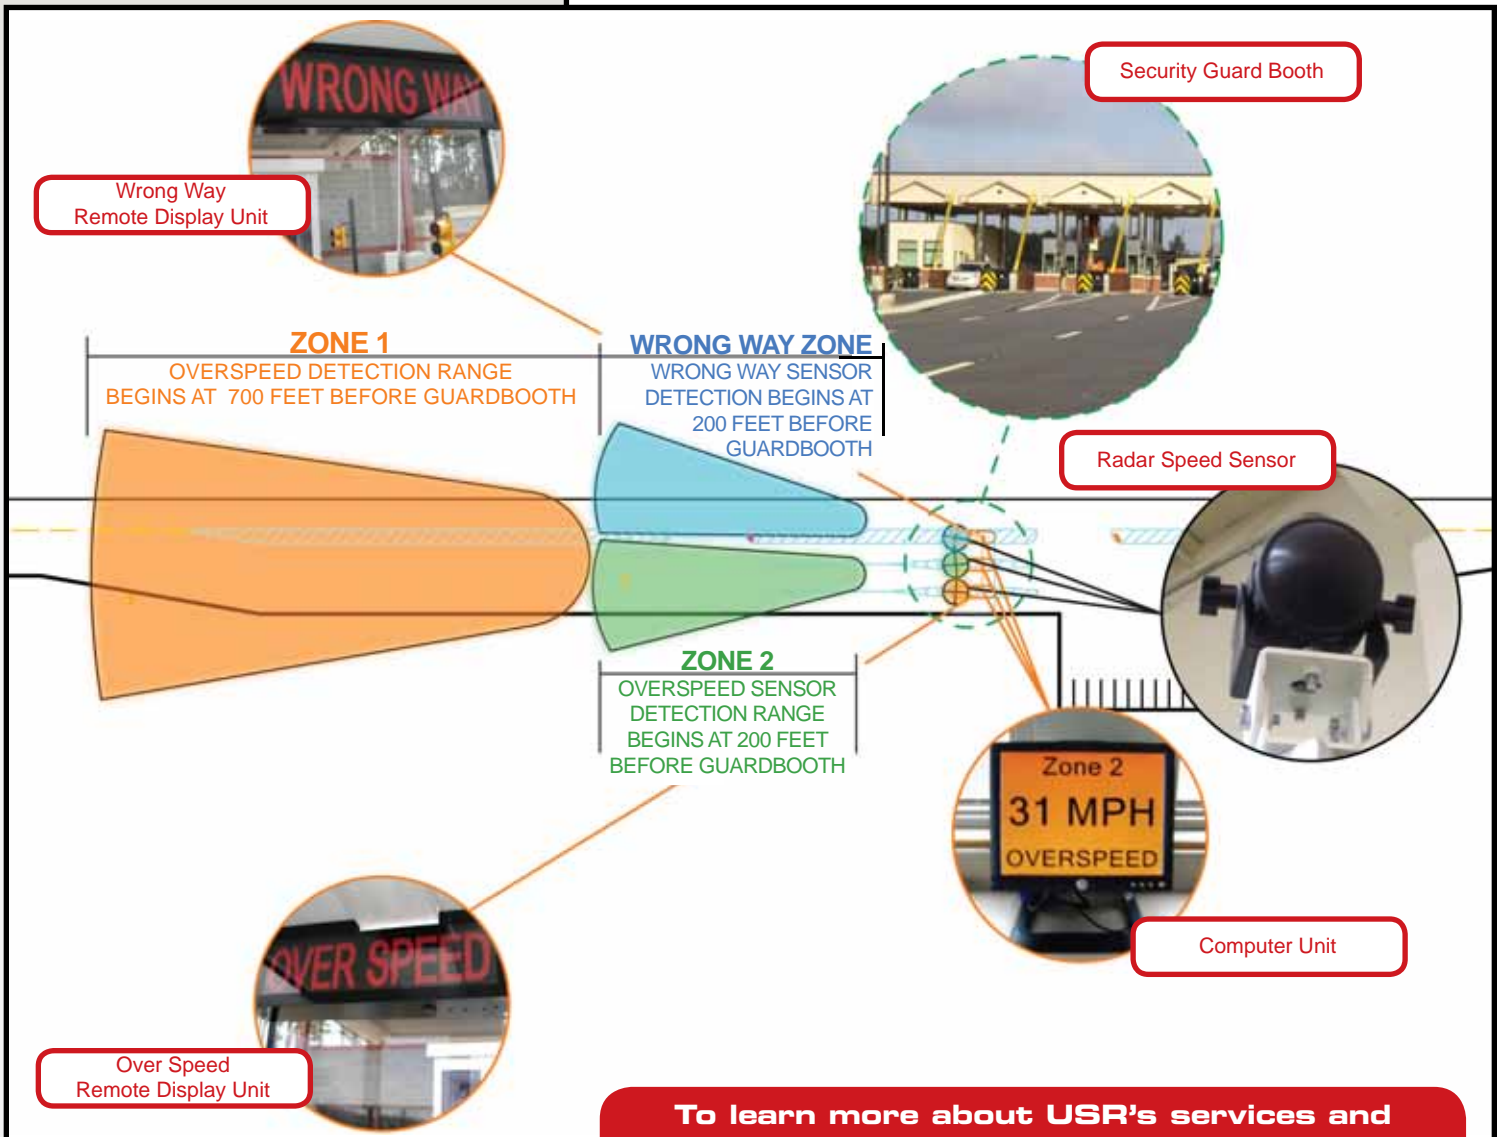 WRONG WAY
Security Guard Booth
Wrong Way
Remote Display Unit
ZONE 1
OVERSPEED DETECTION RANGE
BEGINS AT 700 FEET BEFORE GUARDBOOTH
WRONG WAY ZONE
WRONG WAY SENSOR
DETECTION BEGINS AT
200 FEET BEFORE
GUARDBOOTH
Radar Speed Sensor
ZONE 2
OVERSPEED SENSOR
DETECTION RANGE
BEGINS AT 200 FEET
BEFORE GUARDBOOTH
Zone 2
31 MPH
OVERSPEED
Computer Unit
OVER SPEED
Over Speed
Remote Display Unit
To learn more about USR's services and